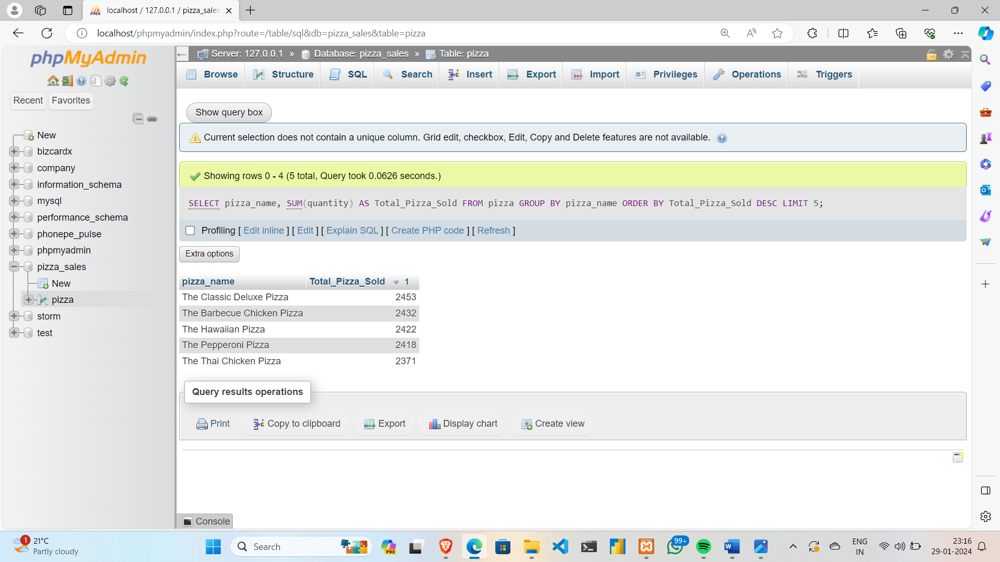 localhost / 127.0.0.1 / pizza_sales
localhost/phpmyadmin/index.php?route=/table/sql&db=pizza_sales&table=pizza
phpMyAdmin
Recent Favorites
New
bizcardx
company
information_schema
mysql
performance_schema
phonepe_pulse
phpmyadmin
pizza_sales
New
pizza
storm
test
Server: 127.0.0.1 » Database: pizza_sales » Table: pizza
Browse Structure SQL Search Insert Export Import Privileges Operations Triggers
Show query box
Current selection does not contain a unique column. Grid edit, checkbox, Edit, Copy and Delete features are not available.
Showing rows 0 - 4 (5 total, Query took 0.0626 seconds.)
SELECT pizza_name, SUM(quantity) AS Total_Pizza_Sold FROM pizza GROUP BY pizza_name ORDER BY Total_Pizza_Sold DESC LIMIT 5;
Profiling [ Edit inline ] [ Edit ] [ Explain SQL ] [ Create PHP code ] [ Refresh ]
Extra options
pizza_name Total_Pizza_Sold 1
The Classic Deluxe Pizza 2453
The Barbecue Chicken Pizza 2432
The Hawaiian Pizza 2422
The Pepperoni Pizza 2418
The Thai Chicken Pizza 2371
Query results operations
Print Copy to clipboard Export Display chart Create view
Console
1
21°C
Partly cloudy
Search
PRE
99+
ENG
IN
23:16
29-01-2024